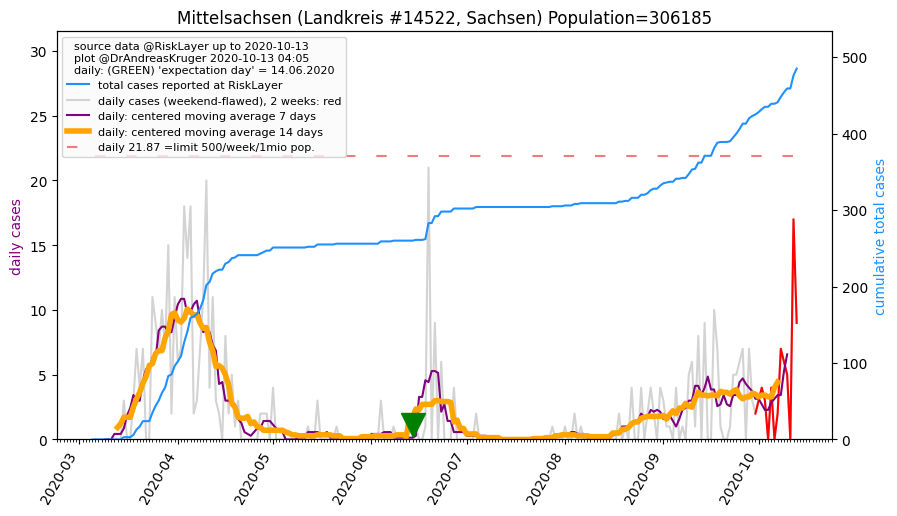 Mittelsachsen (Landkreis #14522, Sachsen) Population=306185
source data @RiskLayer up to 2020-10-13
plot @DrAndreasKruger 2020-10-13 04:05
daily: (GREEN) 'expectation day' = 14.06.2020
total cases reported at RiskLayer
daily cases (weekend-flawed), 2 weeks: red
daily: centered moving average 7 days
daily: centered moving average 14 days
daily 21.87 =limit 500/week/1mio pop.
daily cases
30
25
20
15
10
5
0
cumulative total cases
500
400
300
200
100
0
2020-03
2020-04
2020-05
2020-06
2020-07
2020-08
2020-09
2020-10